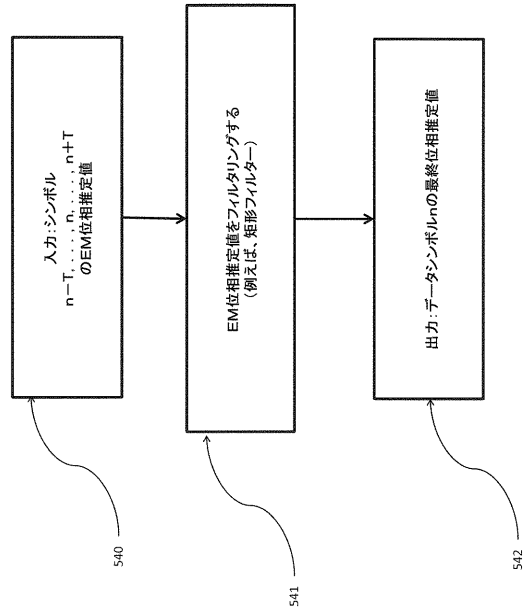 入力:シンボル
n-T, . . . , n, . . . , n+T
のEM位相推定値
540
EM位相推定値をフィルタリングする
(例えば、矩形フィルター)
541
出力:データシンボルnの最終位相推定値
542